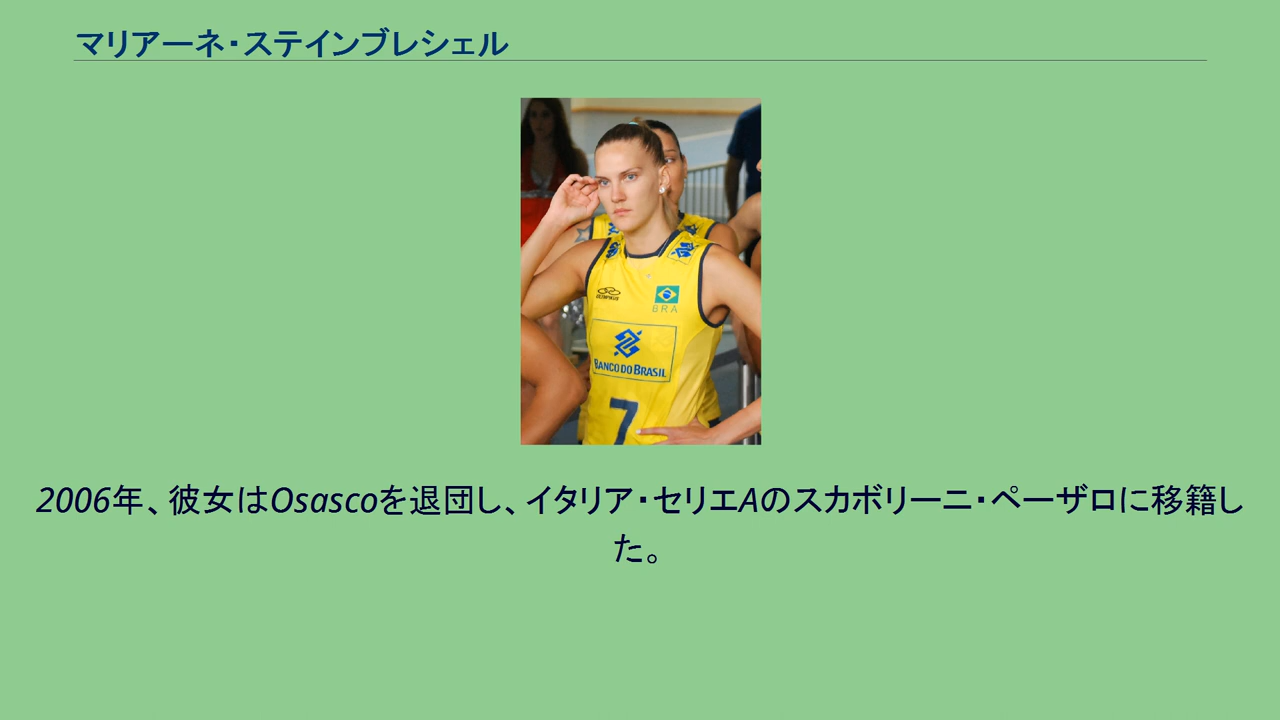 マリアーネ・ステインブレシェル
OLYMPIKUS
BRA
BANCO DO BRASIL
7
2006年、彼女はOsascoを退団し、イタリア・セリエAのスカボリーニ・ペーザロに移籍し
た。